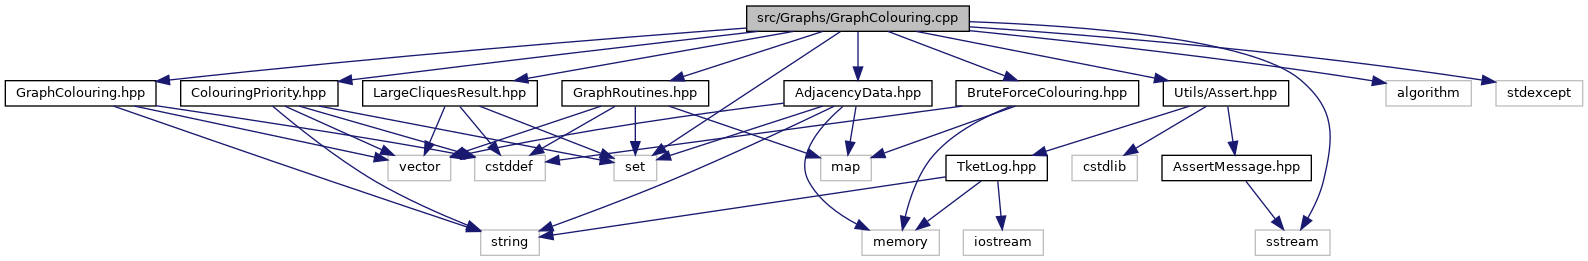 src/Graphs/GraphColouring.cpp
GraphColouring.hpp
ColouringPriority.hpp
LargeCliquesResult.hpp
GraphRoutines.hpp
AdjacencyData.hpp
BruteForceColouring.hpp
Utils/Assert.hpp
algorithm
stdexcept
vector
cstddef
set
map
TketLog.hpp
cstdlib
AssertMessage.hpp
string
memory
iostream
sstream